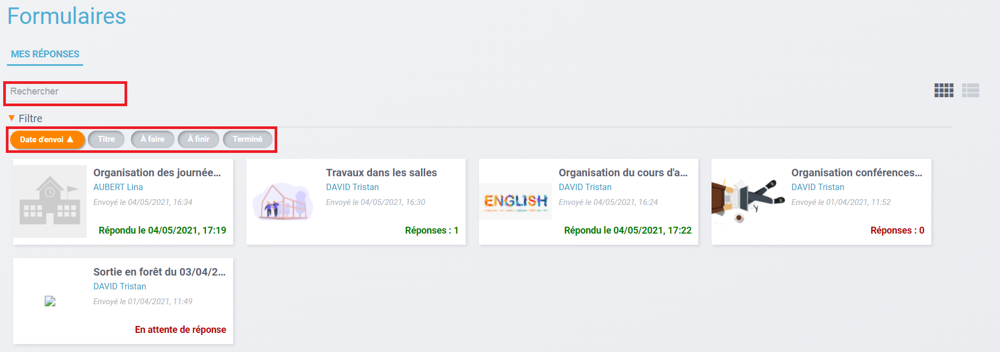 Formulaires
MES RÉPONSES
Rechercher
▼ Filtre
Date d'envoi ▲ Titre À faire À finir Terminé
Organisation des journée...
AUBERT Lina
Envoyé le 04/05/2021, 16:34
Répondu le 04/05/2021, 17:19
Travaux dans les salles
DAVID Tristan
Envoyé le 04/05/2021, 16:30
Réponses : 1
ENGLISH
Organisation du cours d'a...
DAVID Tristan
Envoyé le 04/05/2021, 16:24
Répondu le 04/05/2021, 17:22
Organisation conférences...
DAVID Tristan
Envoyé le 01/04/2021, 11:52
Réponses : 0
Sortie en forêt du 03/04/2...
DAVID Tristan
Envoyé le 01/04/2021, 11:49
En attente de réponse